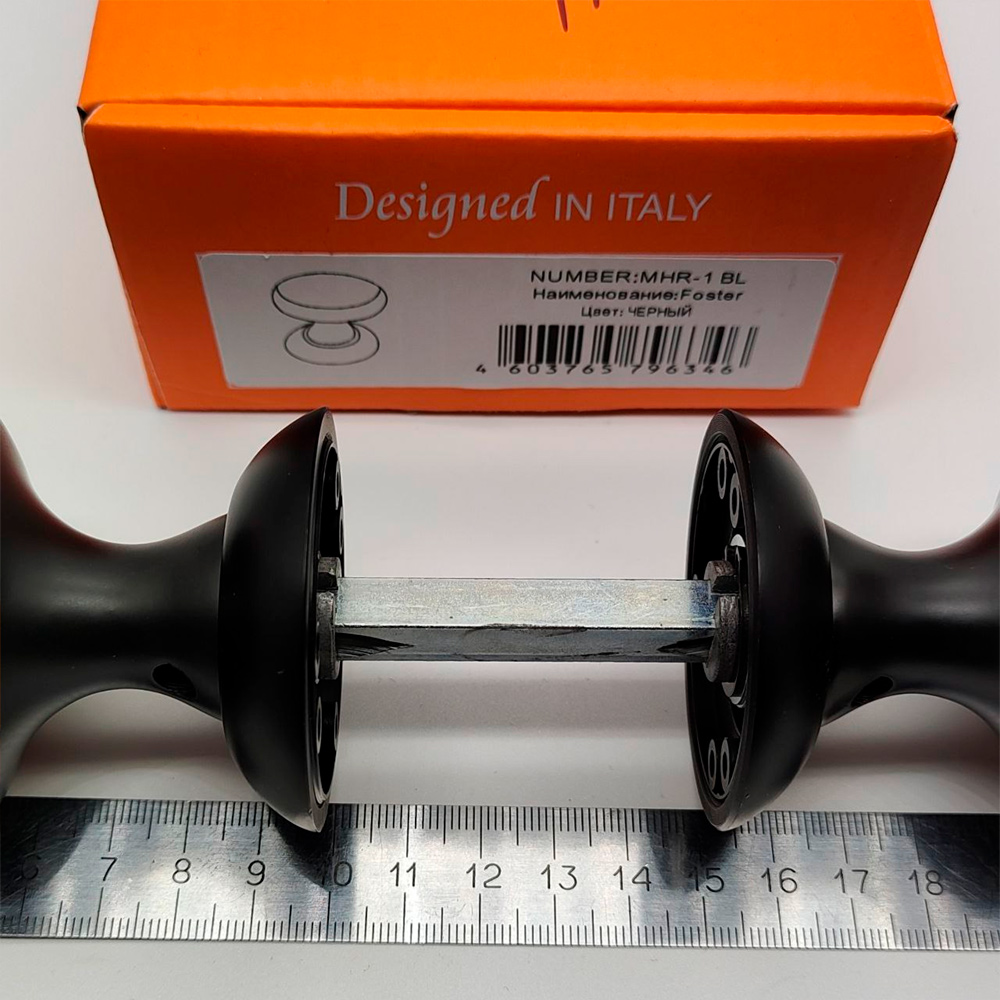 Designed IN ITALY
NUMBER:MHR-1 BL
Наименование:Foster
Цвет: ЧЕРНЫЙ
4 603765 796346
6 7 8 9 10 11 12 13 14 15 16 17 18